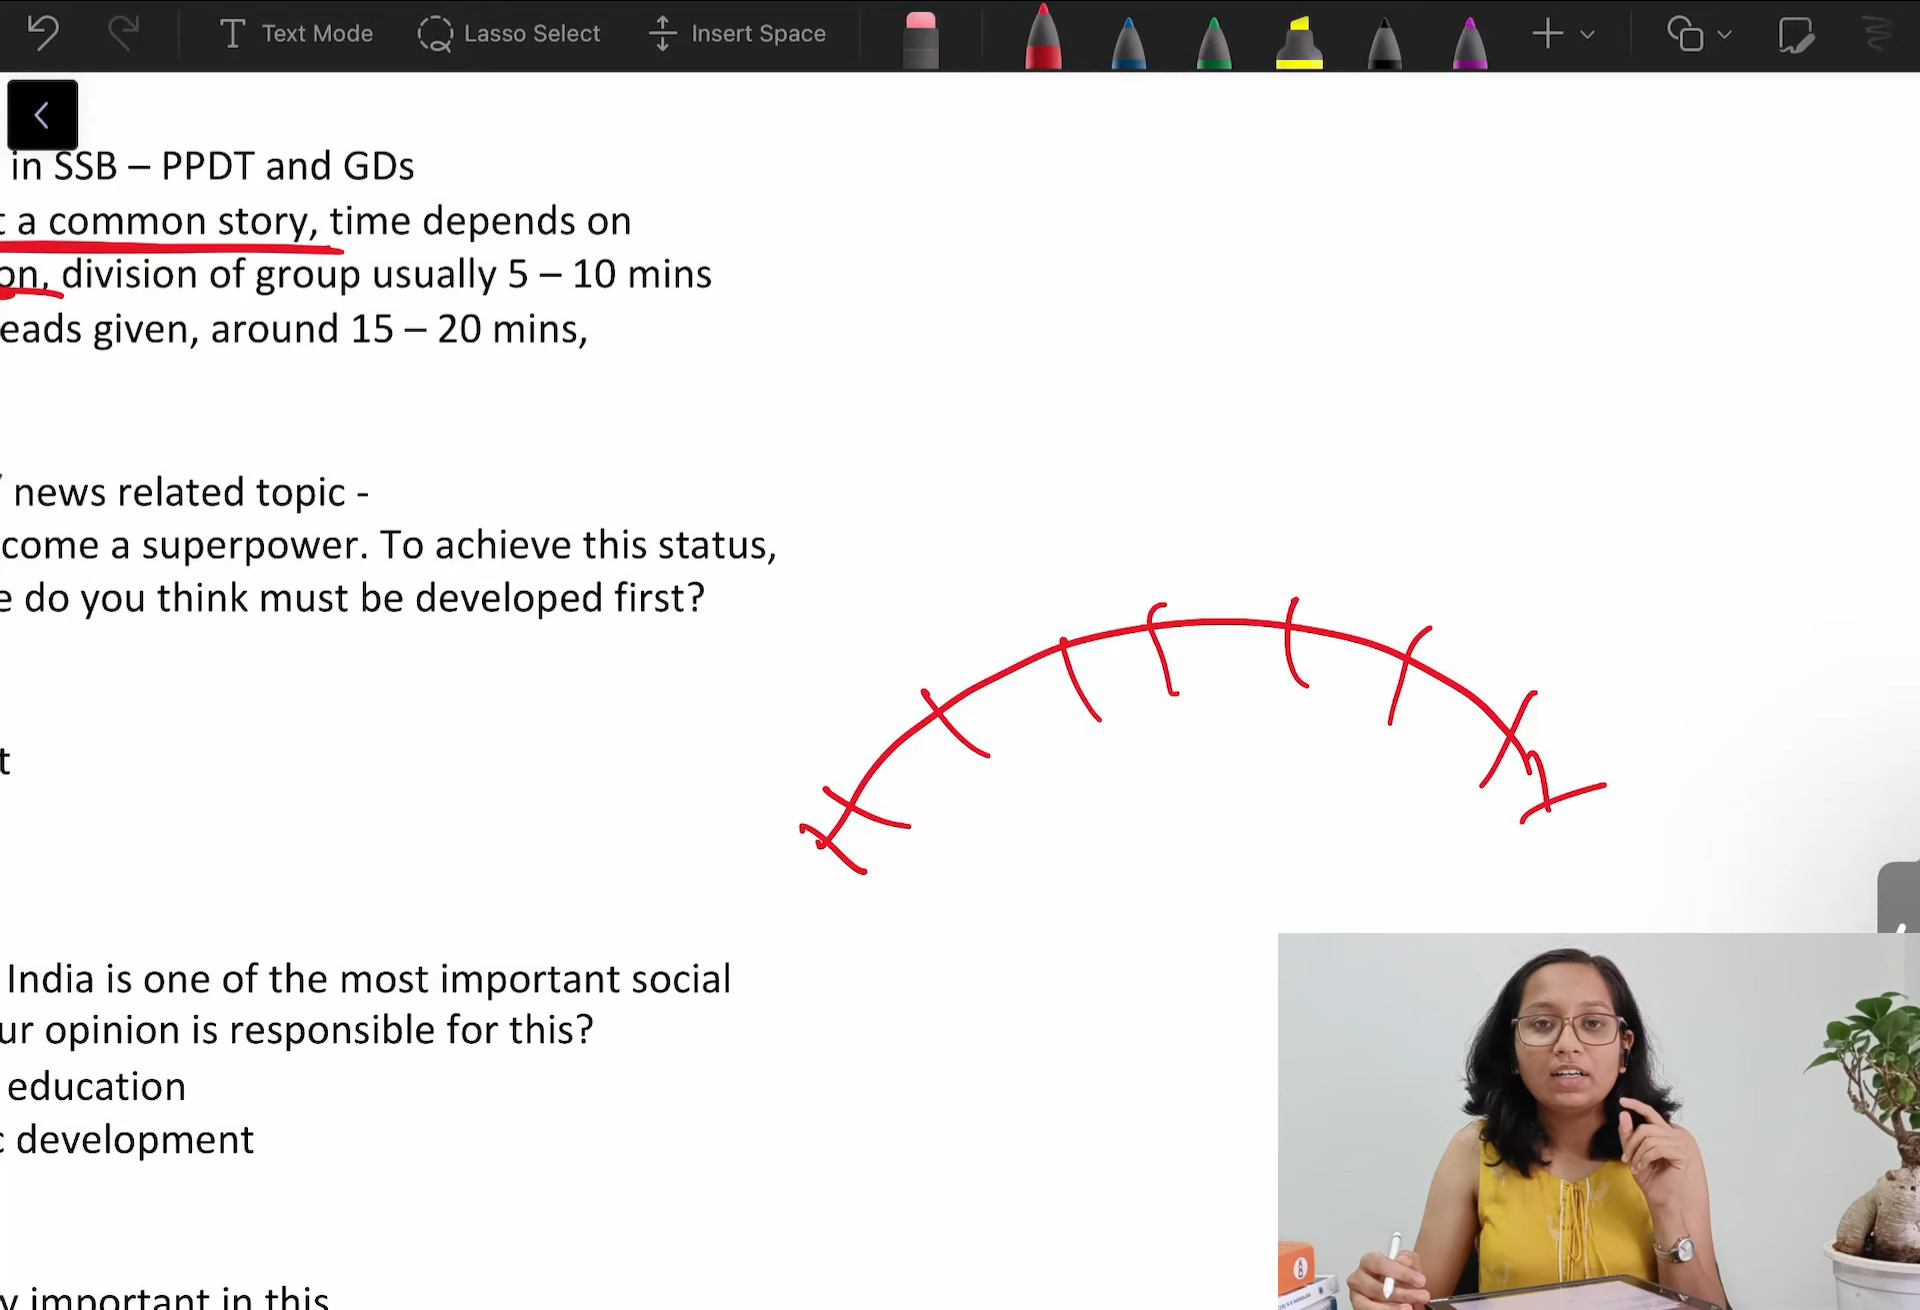 Text Mode Lasso Select Insert Space
in SSB – PPDT and GDs
a common story, time depends on
on, division of group usually 5 – 10 mins
eads given, around 15 – 20 mins,
news related topic -
come a superpower. To achieve this status,
e do you think must be developed first?
t
India is one of the most important social
ur opinion is responsible for this?
education
c development
y important in this